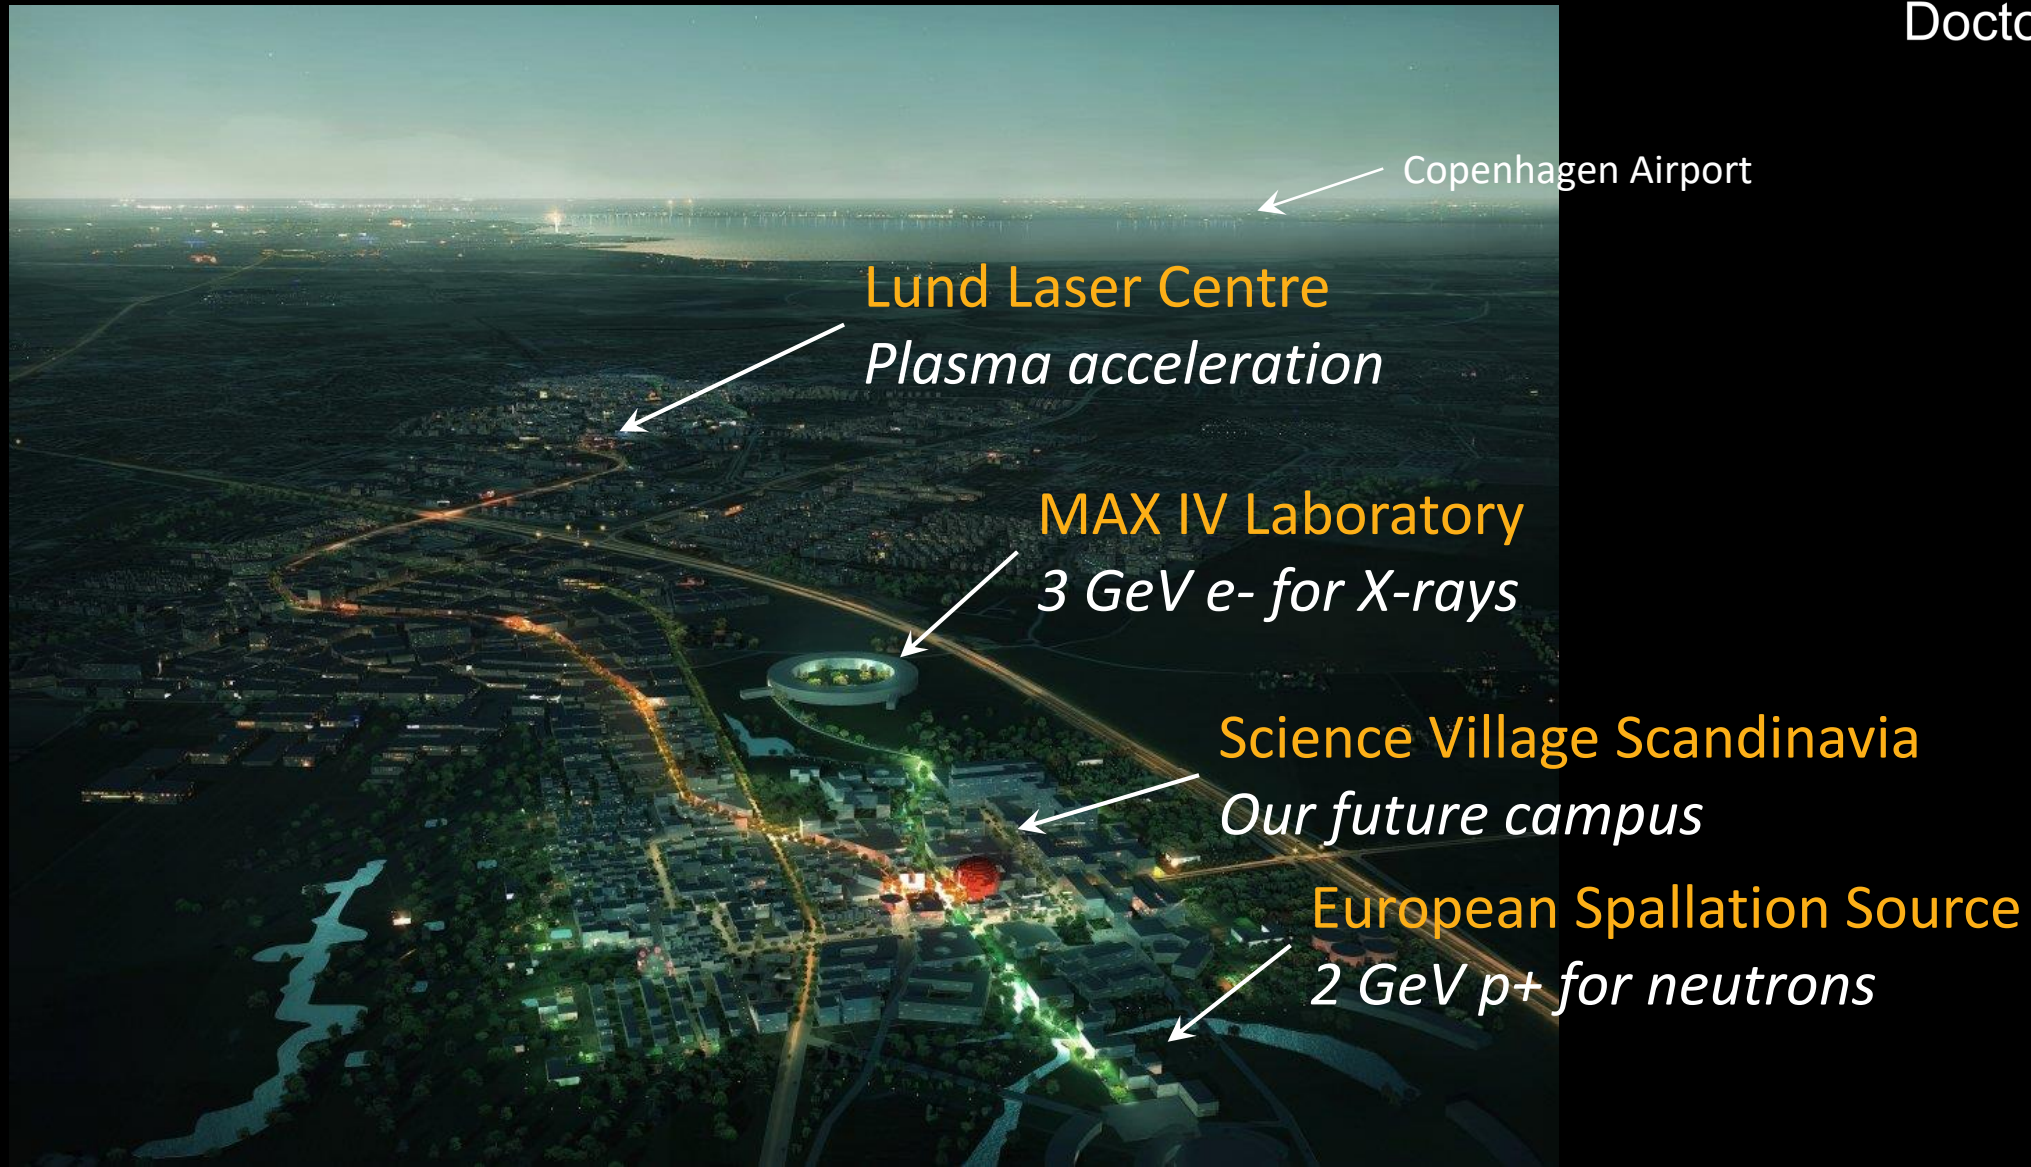 Copenhagen Airport
Lund Laser Centre
Plasma acceleration
MAX IV Laboratory
3 GeV e- for X-rays
Science Village Scandinavia
Our future campus
European Spallation Source
2 GeV p+ for neutrons